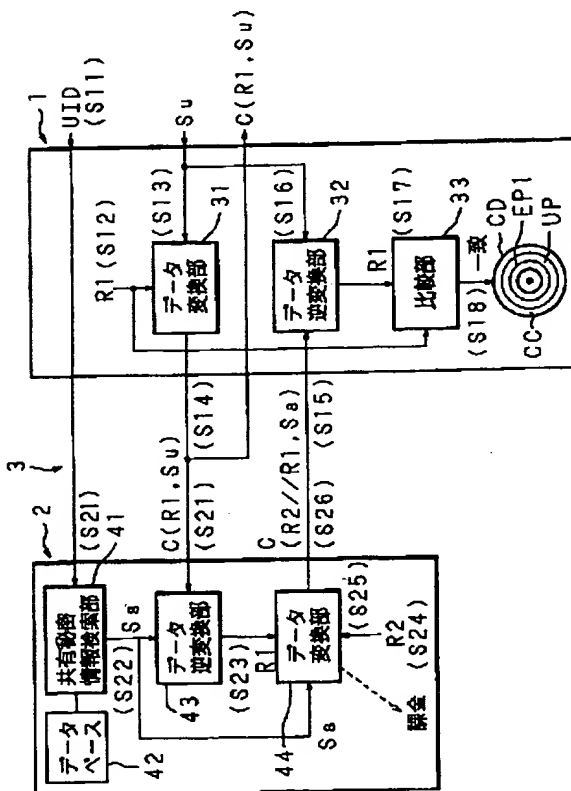 1
UID
(S11)
Su
C(R1,Su)
R1(S12)
(S13)
31
データ
変換部
(S14)
(S16)
32
データ
逆変換部
R1
(S17)
33
比較部
(S18)
一致
CD
EP1
UP
CC
3
2
(S21)
41
共有秘密
情報検索部
データ
ベース
42
(S22)
Sa
C(R1,Su)
(S21)
データ
逆変換部
43
(S23)
R1
C
(R2//R1,Sa)
(S26)
(S15)
データ
変換部
44
Sa
(S25)
R2
(S24)
課金